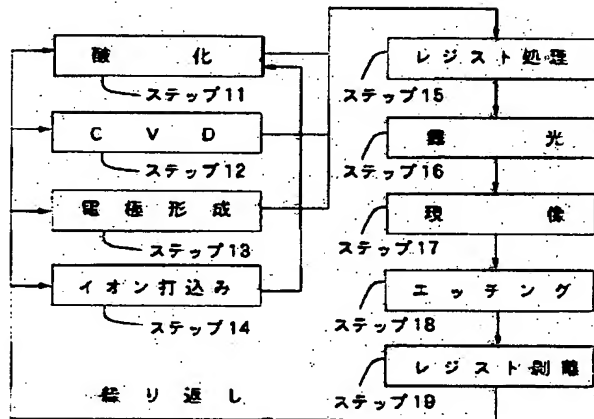 酸化
ステップ11
CVD
ステップ12
電極形成
ステップ13
イオン打込み
ステップ14
繰り返し
レジスト処理
ステップ15
露光
ステップ16
現像
ステップ17
エッチング
ステップ18
レジスト剥離
ステップ19